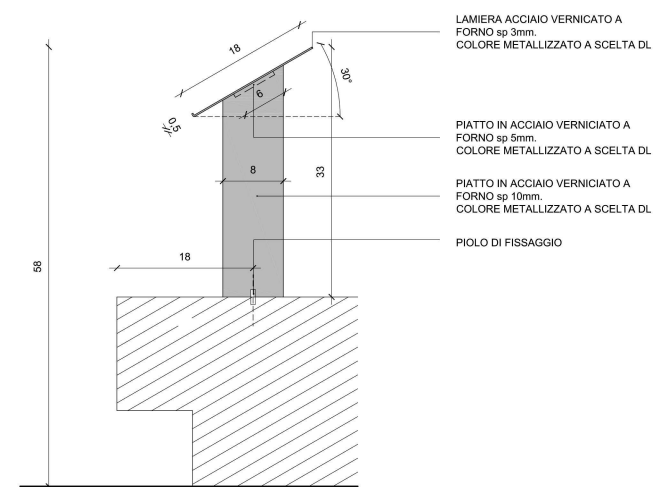 LAMIERA ACCIAIO VERNICATO A
FORNO sp 3mm.
COLORE METALLIZZATO A SCELTA DL
18
30°
6
0.5
PIATTO IN ACCIAIO VERNICIATO A
FORNO sp 5mm.
COLORE METALLIZZATO A SCELTA DL
8
33
PIATTO IN ACCIAIO VERNICIATO A
FORNO sp 10mm.
COLORE METALLIZZATO A SCELTA DL
PIOLO DI FISSAGGIO
18
58